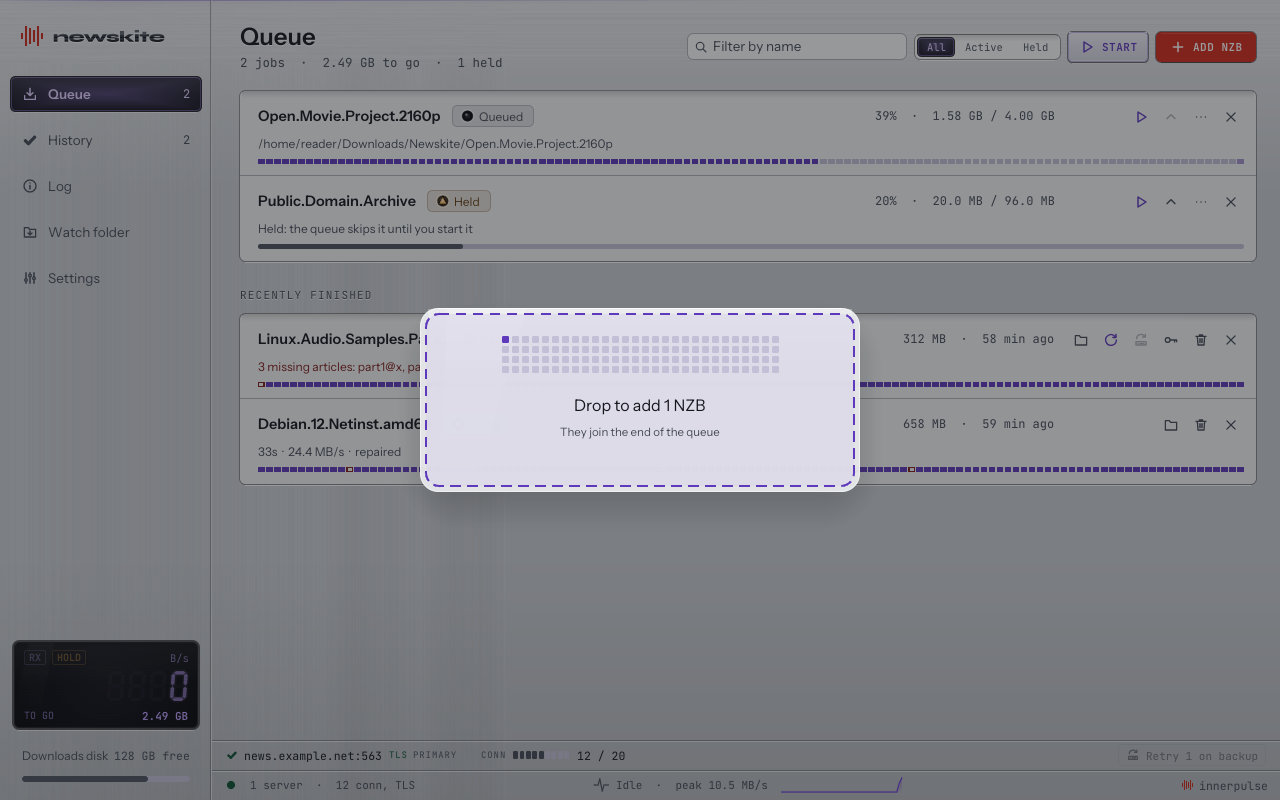 newskite
Queue 2
History 2
Log
Watch folder
Settings
RX HOLD B/s
0
TO GO 2.49 GB
Downloads disk 128 GB free
Queue
2 jobs · 2.49 GB to go · 1 held
Filter by name
All Active Held
START
ADD NZB
Open.Movie.Project.2160p Queued 39% · 1.58 GB / 4.00 GB
/home/reader/Downloads/Newskite/Open.Movie.Project.2160p
Public.Domain.Archive Held 20% · 20.0 MB / 96.0 MB
Held: the queue skips it until you start it
RECENTLY FINISHED
Linux.Audio.Samples.P 312 MB · 58 min ago
3 missing articles: part1@x, pa
Debian.12.Netinst.amd6 658 MB · 59 min ago
33s · 24.4 MB/s · repaired
Drop to add 1 NZB
They join the end of the queue
news.example.net:563 TLS PRIMARY CONN 12 / 20 Retry 1 on backup
1 server · 12 conn, TLS Idle · peak 10.5 MB/s innerpulse